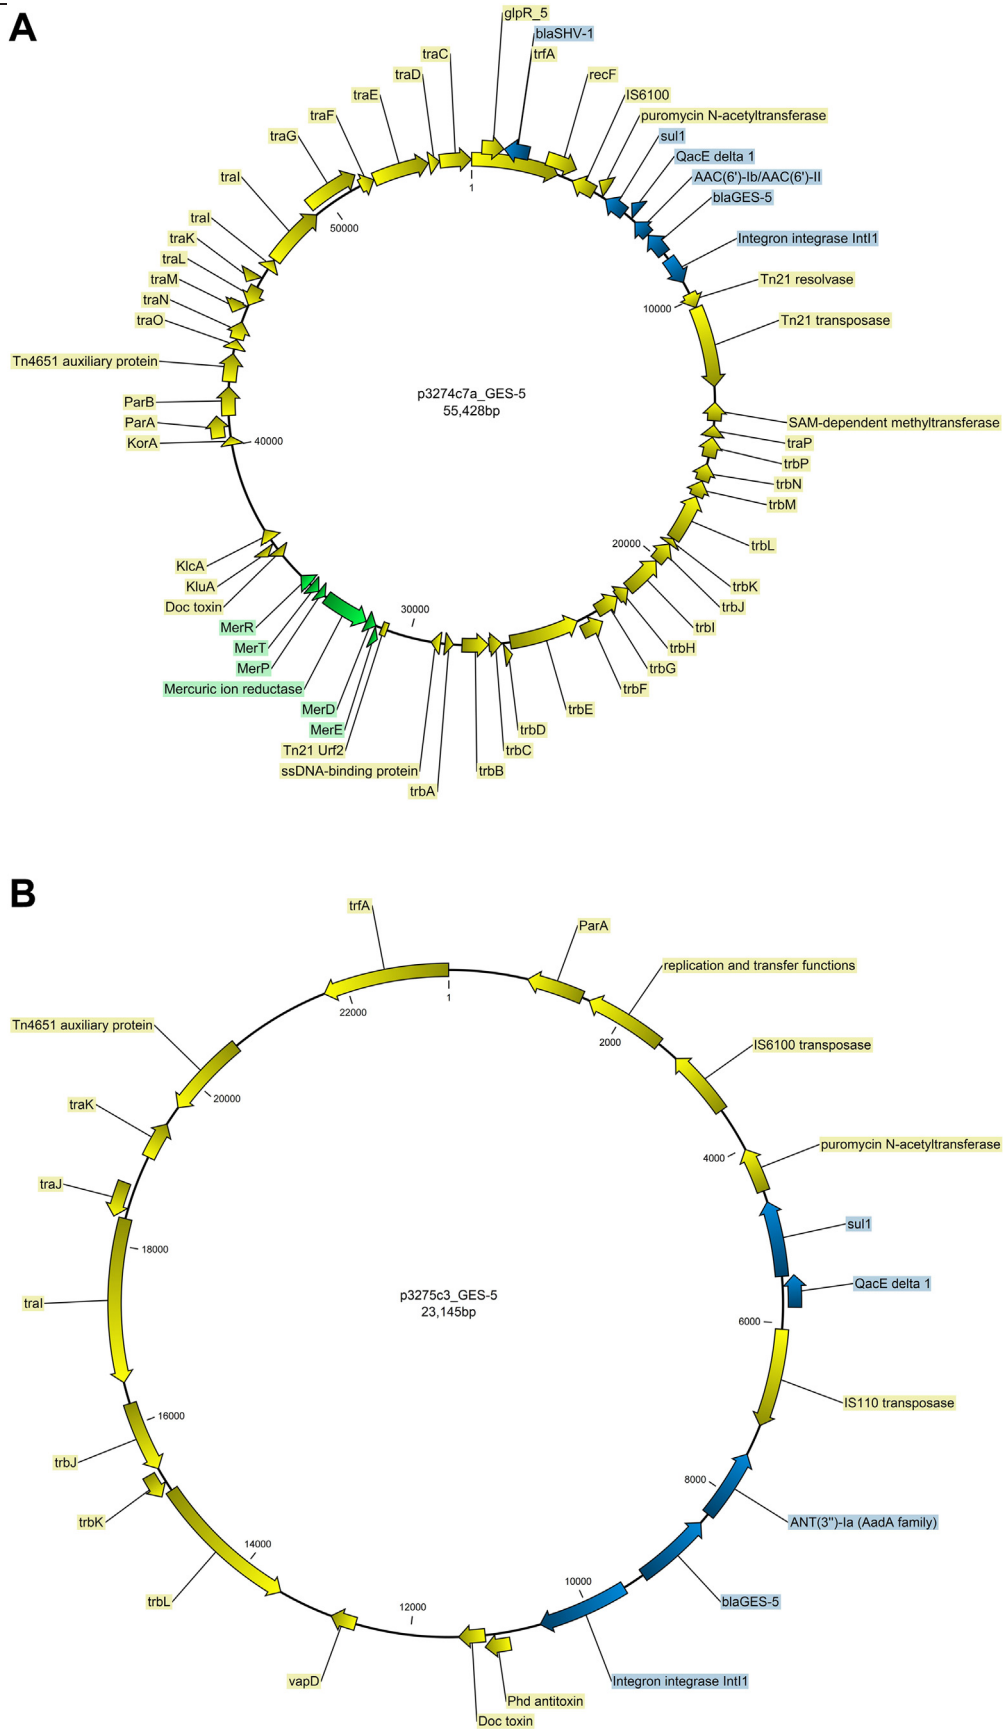 A
glpR_5
blaSHV-1
traC
trfA
traD
recF
traE
IS6100
traF
puromycin N-acetyltransferase
traG
sul1
QacE delta 1
AAC(6')-Ib/AAC(6')-II
traI
blaGES-5
1
50000
traI
traK
Integron integrase IntI1
traL
traM
Tn21 resolvase
traN
10000
traO
Tn21 transposase
Tn4651 auxiliary protein
p3274c7a_GES-5
55,428bp
ParB
ParA
SAM-dependent methyltransferase
KorA
40000
traP
trbP
trbN
trbM
20000
trbL
KlcA
KluA
trbK
Doc toxin
trbJ
30000
MerR
trbI
MerT
trbH
MerP
trbG
Mercuric ion reductase
trbF
MerD
trbE
MerE
trbD
Tn21 Urf2
trbC
ssDNA-binding protein
trbB
trbA
B
trfA
ParA
replication and transfer functions
1
22000
Tn4651 auxiliary protein
2000
IS6100 transposase
20000
traK
puromycin N-acetyltransferase
4000
traJ
sul1
18000
QacE delta 1
p3275c3_GES-5
traI
23,145bp
6000
IS110 transposase
16000
trbJ
8000
trbK
ANT(3'')-Ia (AadA family)
14000
10000
trbL
blaGES-5
12000
vapD
Integron integrase IntI1
Phd antitoxin
Doc toxin